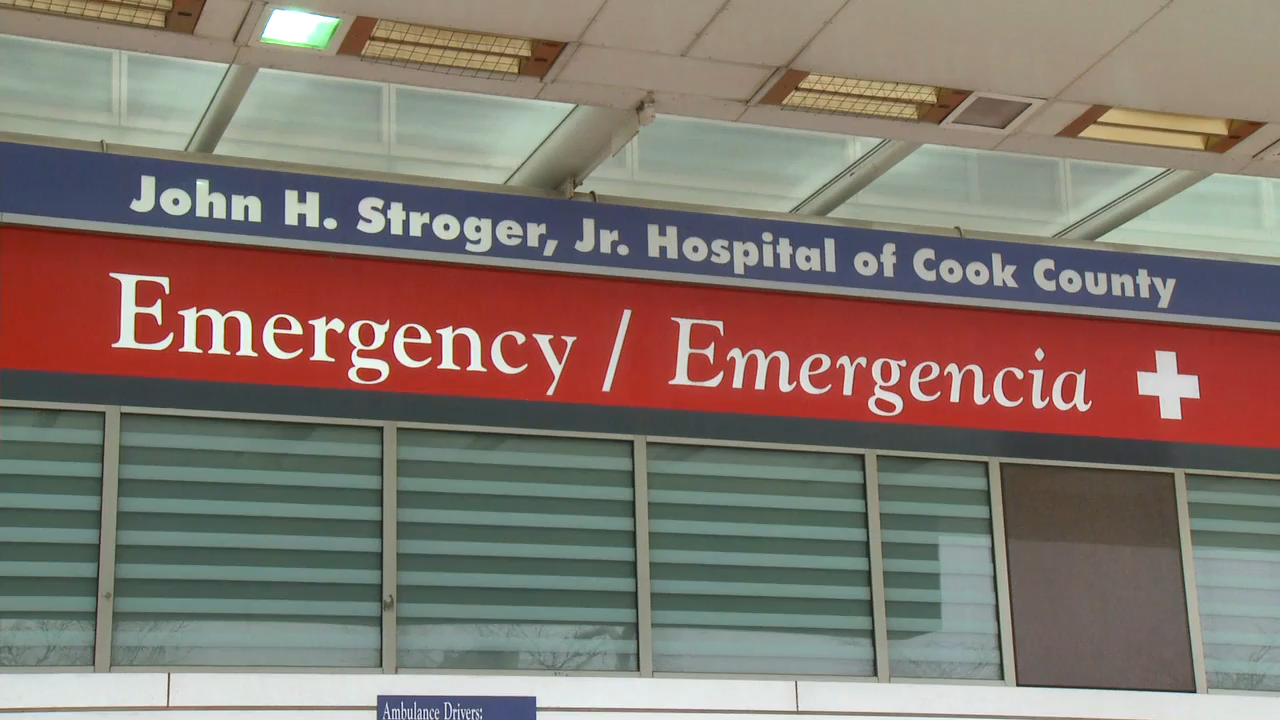 John H. Stroger, Jr. Hospital of Cook County
Emergency / Emergencia
Ambulance Drivers: